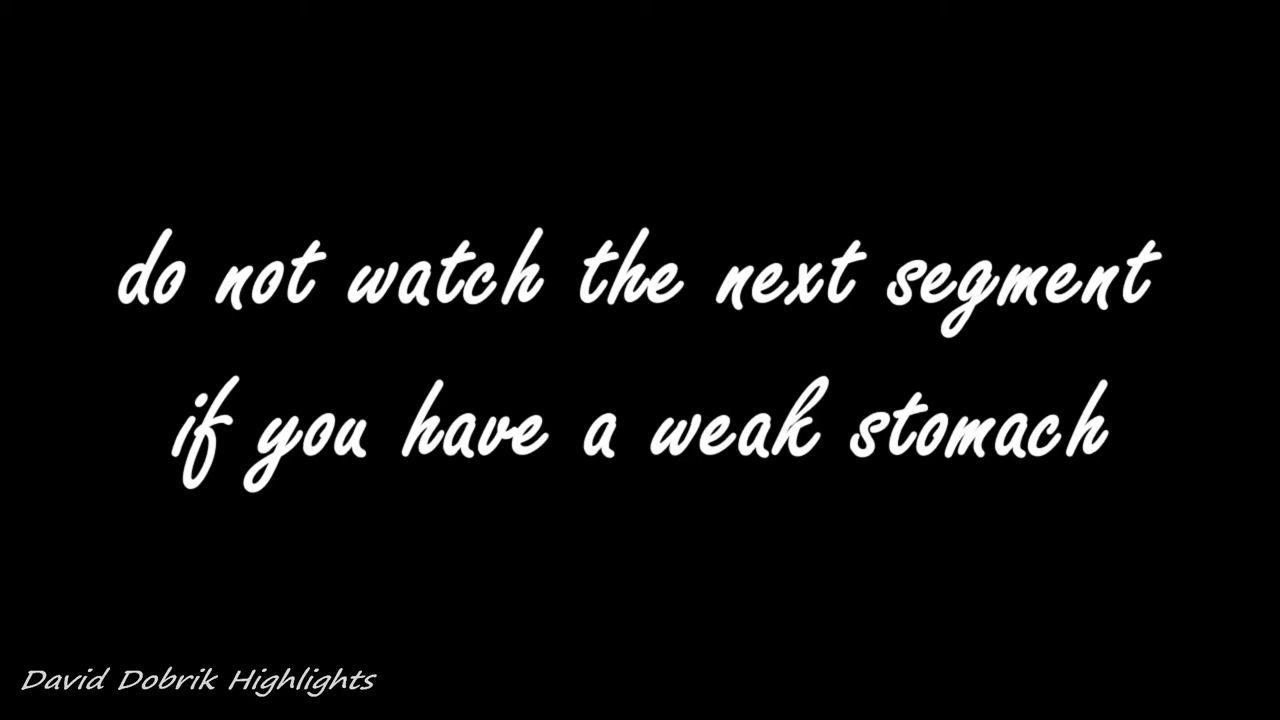 do not watch the next segment
if you have a weak stomach
David Dobrik Highlights